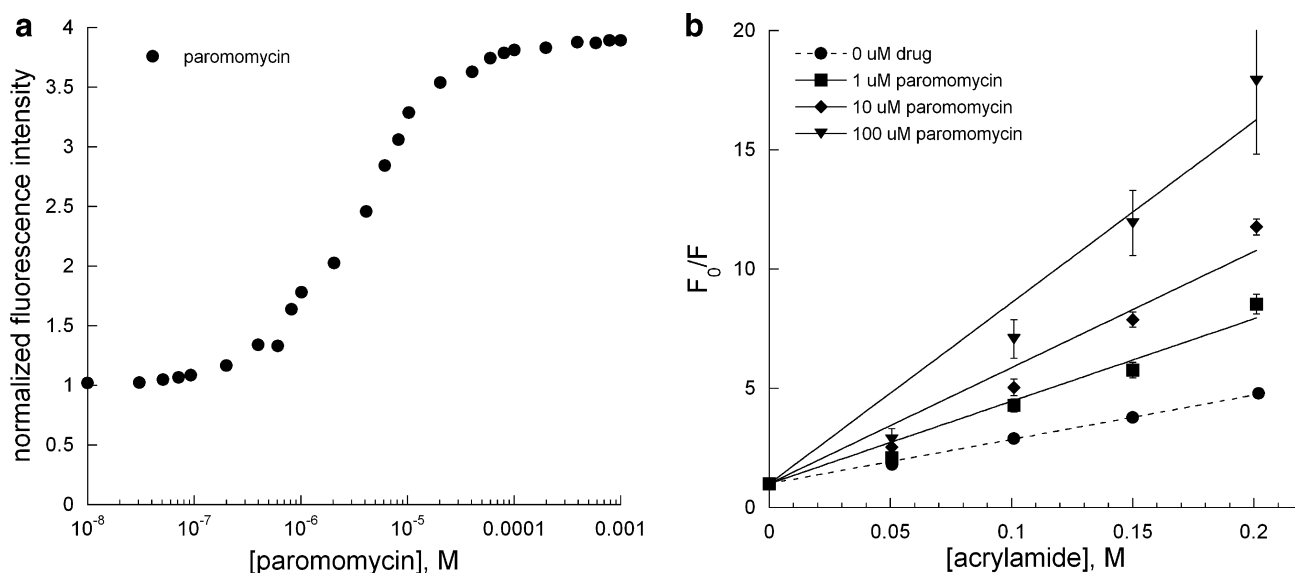 a
paromomycin
normalized fluorescence intensity
4
3.5
3
2.5
2
1.5
1
0.5
0
10⁻⁸ 10⁻⁷ 10⁻⁶ 10⁻⁵ 0.0001 0.001
[paromomycin], M
b
0 uM drug
1 uM paromomycin
10 uM paromomycin
100 uM paromomycin
F₀/F
20
15
10
5
0
0 0.05 0.1 0.15 0.2
[acrylamide], M